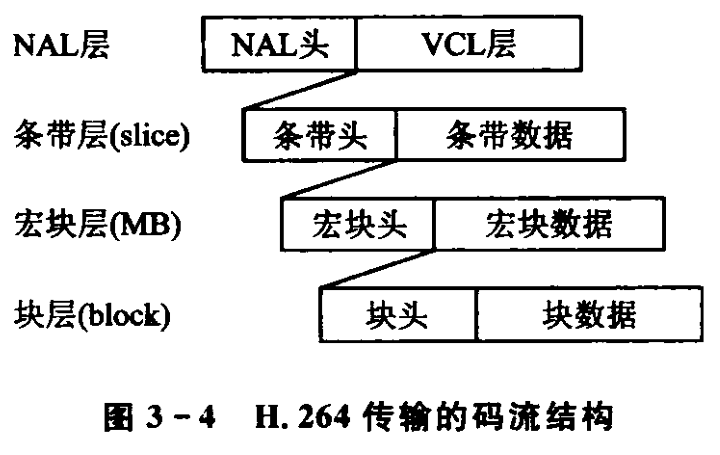 NAL层 NAL头 VCL层
条带层(slice) 条带头 条带数据
宏块层(MB) 宏块头 宏块数据
块层(block) 块头 块数据
图 3-4 H.264 传输的码流结构